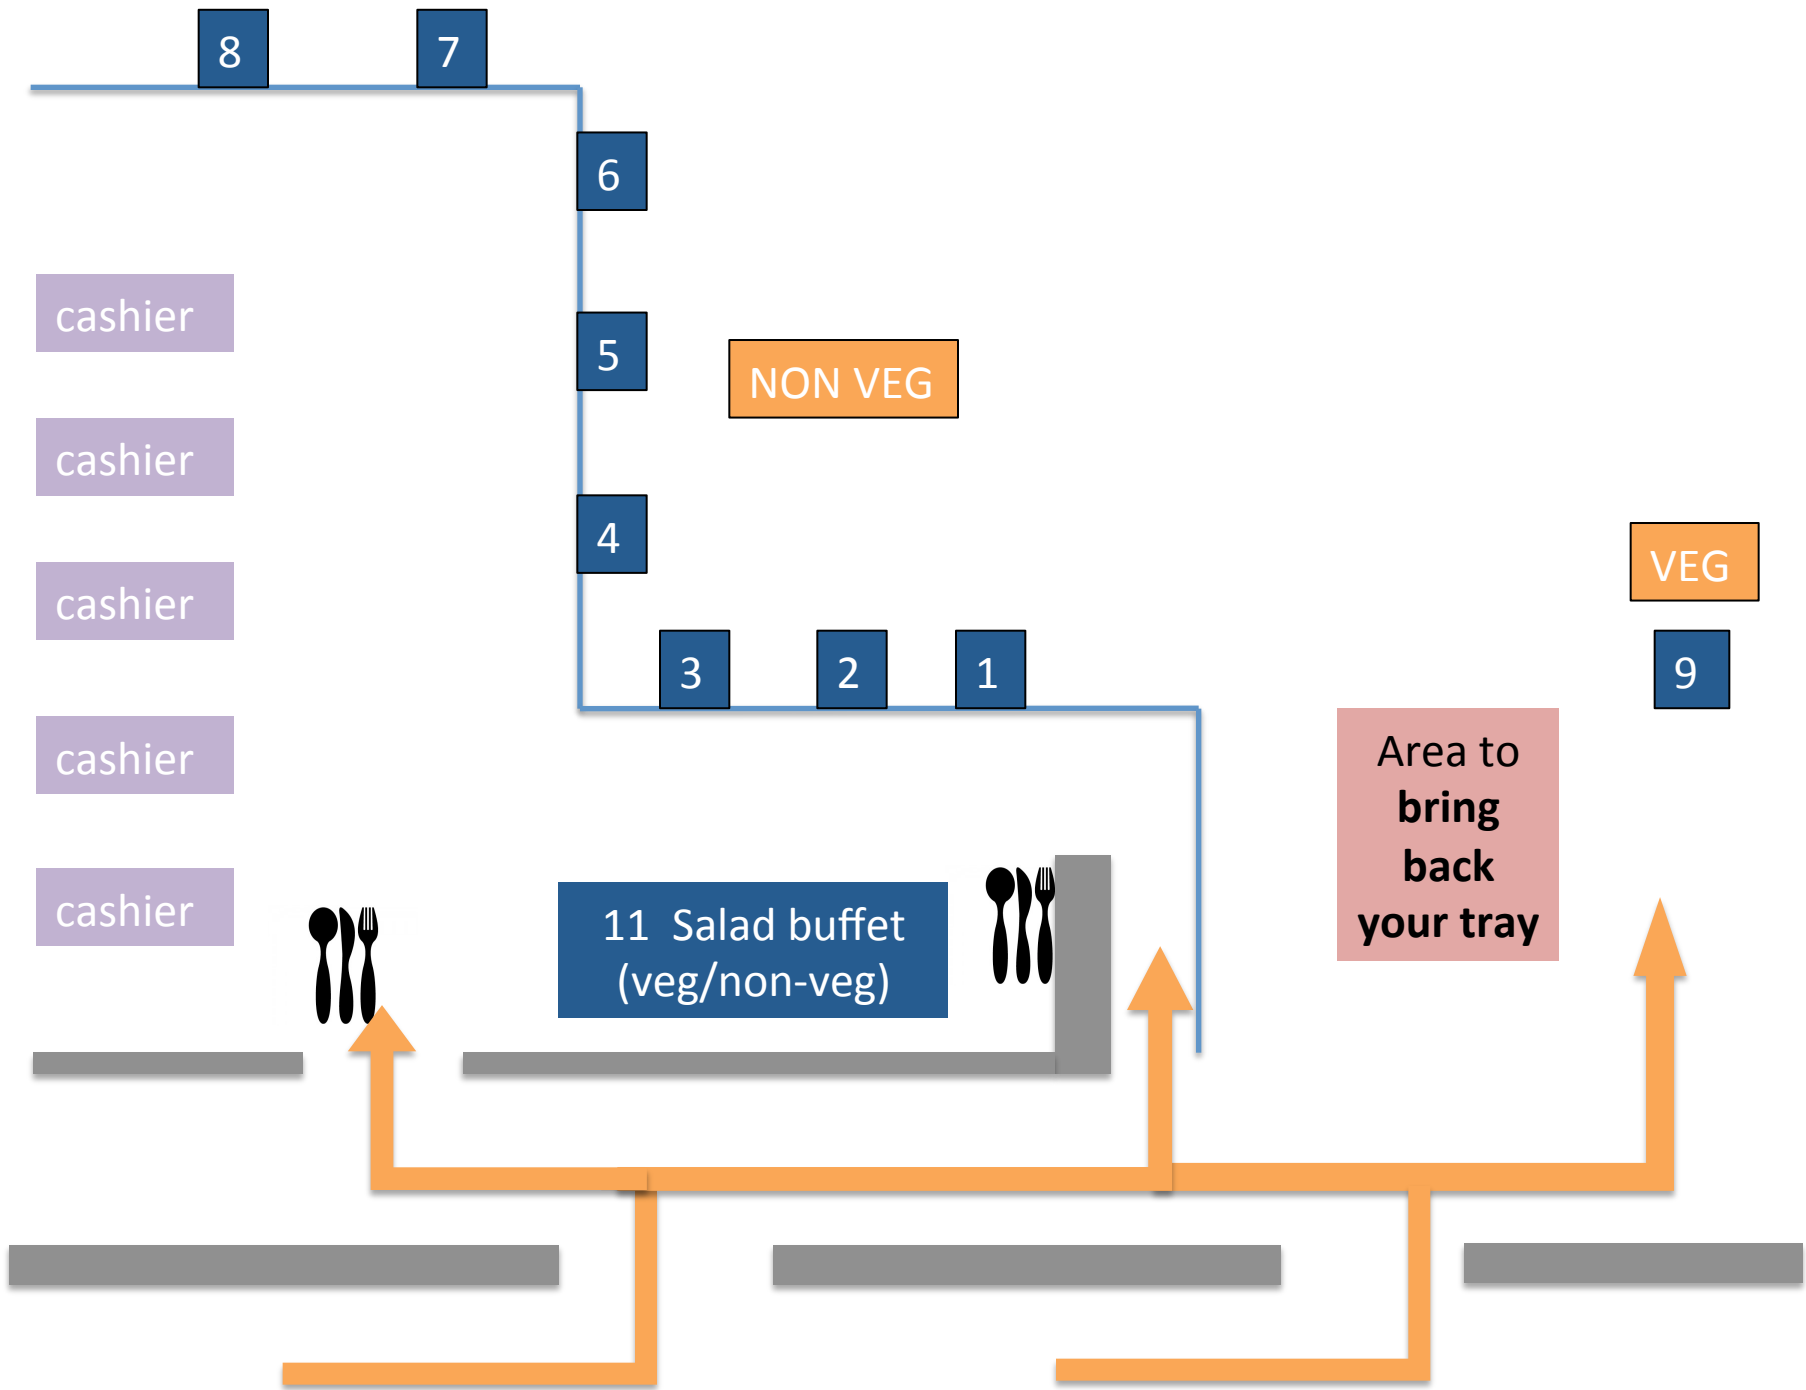 8
7
6
cashier
5
NON VEG
cashier
4
VEG
cashier
3
2
1
9
cashier
Area to
bring
back
your tray
cashier
11 Salad buffet
(veg/non-veg)